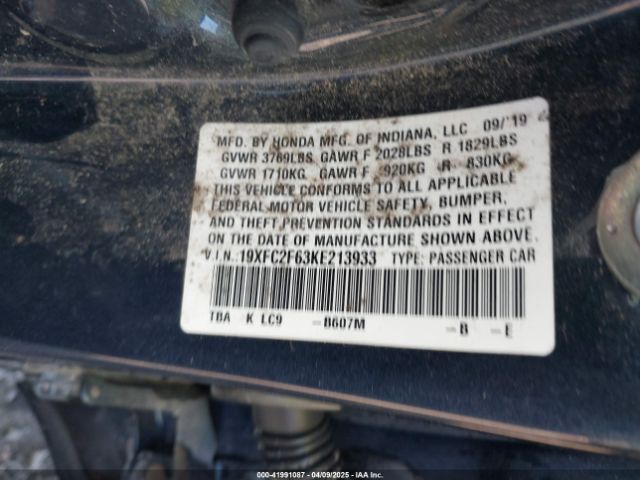 MFD. BY HONDA MFG. OF INDIANA, LLC 09/19
GVWR 3769LBS GAWR F 2028LBS R 1829LBS
GVWR 1710KG GAWR F 920KG R 830KG
THIS VEHICLE CONFORMS TO ALL APPLICABLE
FEDERAL MOTOR VEHICLE SAFETY, BUMPER,
AND THEFT PREVENTION STANDARDS IN EFFECT
ON THE DATE OF MANUFACTURE SHOWN ABOVE.
V.I.N.: 19XFC2F63KE213933 TYPE: PASSENGER CAR
TBA K LC9 –B607M –B –E
000-41991087 04/09/2025 - IAA Inc.